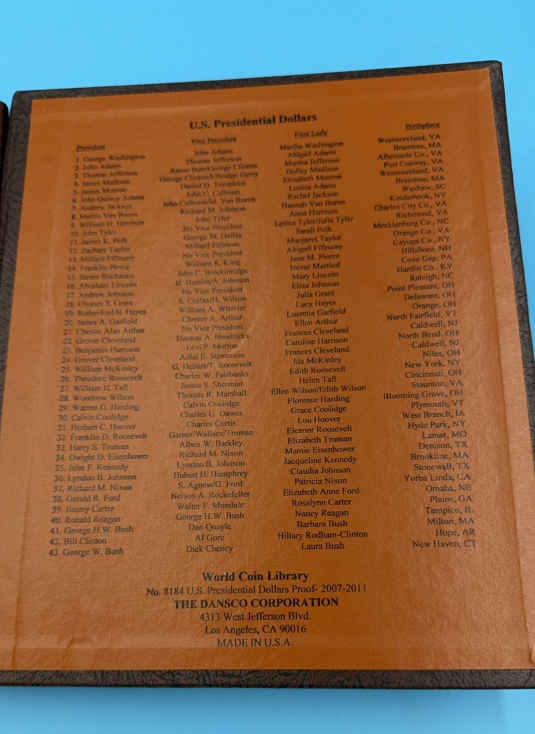 U.S. Presidential Dollars
President Vice President First Lady Birthplace
1. George Washington John Adams Martha Washington Westmoreland, VA
2. John Adams Thomas Jefferson Abigail Adams Braintree, MA
3. Thomas Jefferson Aaron Burr/George Clinton Martha Jefferson Albemarle Co., VA
4. James Madison George Clinton/Elbridge Gerry Dolley Madison Port Conway, VA
5. James Monroe Daniel D. Tompkins Elizabeth Monroe Westmoreland, VA
6. John Quincy Adams John C. Calhoun Louisa Adams Braintree, MA
7. Andrew Jackson John Calhoun/M. Van Buren Rachel Jackson Waxhaw, SC
8. Martin Van Buren Richard M. Johnson Hannah Van Buren Kinderhook, NY
9. William H. Harrison John Tyler Anna Harrison Charles City Co., VA
10. John Tyler No Vice President Letitia Tyler/Julia Tyler Richmond, VA
11. James K. Polk George M. Dallas Sarah Polk Mecklenburg Co., NC
12. Zachary Taylor Millard Fillmore Margaret Taylor Orange Co., VA
13. Millard Fillmore No Vice President Abigail Fillmore Cayuga Co., NY
14. Franklin Pierce William R. King Jane M. Pierce Hillsboro, NH
15. James Buchanan John C. Breckinridge Never Married Cove Gap, PA
16. Abraham Lincoln H. Hamlin/A. Johnson Mary Lincoln Hardin Co., KY
17. Andrew Johnson No Vice President Eliza Johnson Raleigh, NC
18. Ulysses S. Grant S. Colfax/H. Wilson Julia Grant Point Pleasant, OH
19. Rutherford B. Hayes William A. Wheeler Lucy Hayes Delaware, OH
20. James A. Garfield Chester A. Arthur Lucretia Garfield Orange, OH
21. Chester Alan Arthur No Vice President Ellen Arthur North Fairfield, VT
22. Grover Cleveland Thomas A. Hendricks Frances Cleveland Caldwell, NJ
23. Benjamin Harrison Levi P. Morton Caroline Harrison North Bend, OH
24. Grover Cleveland Adlai E. Stevenson Frances Cleveland Caldwell, NJ
25. William McKinley G. Hobart/T. Roosevelt Ida McKinley Niles, OH
26. Theodore Roosevelt Charles W. Fairbanks Edith Roosevelt New York, NY
27. William H. Taft James S. Sherman Helen Taft Cincinnati, OH
28. Woodrow Wilson Thomas R. Marshall Ellen Wilson/Edith Wilson Staunton, VA
29. Warren G. Harding Calvin Coolidge Florence Harding Blooming Grove, OH
30. Calvin Coolidge Charles G. Dawes Grace Coolidge Plymouth, VT
31. Herbert C. Hoover Charles Curtis Lou Hoover West Branch, IA
32. Franklin D. Roosevelt Garner/Wallace/Truman Eleanor Roosevelt Hyde Park, NY
33. Harry S. Truman Alben W. Barkley Elizabeth Truman Lamar, MO
34. Dwight D. Eisenhower Richard M. Nixon Mamie Eisenhower Denison, TX
35. John F. Kennedy Lyndon B. Johnson Jacqueline Kennedy Brookline, MA
36. Lyndon B. Johnson Hubert H. Humphrey Claudia Johnson Stonewall, TX
37. Richard M. Nixon S. Agnew/G. Ford Patricia Nixon Yorba Linda, CA
38. Gerald R. Ford Nelson A. Rockefeller Elizabeth Anne Ford Omaha, NE
39. Jimmy Carter Walter F. Mondale Rosalynn Carter Plains, GA
40. Ronald Reagan George H.W. Bush Nancy Reagan Tampico, IL
41. George H.W. Bush Dan Quayle Barbara Bush Milton, MA
42. Bill Clinton Al Gore Hillary Rodham-Clinton Hope, AR
43. George W. Bush Dick Cheney Laura Bush New Haven, CT
World Coin Library
No. 8184 U.S. Presidential Dollars Proof- 2007-2011
THE DANSCO CORPORATION
4313 West Jefferson Blvd.
Los Angeles, CA 90016
MADE IN U.S.A.